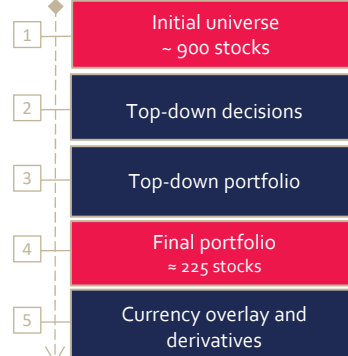 1
Initial universe
~ 900 stocks
2
Top-down decisions
3
Top-down portfolio
4
Final portfolio
≈ 225 stocks
5
Currency overlay and
derivatives